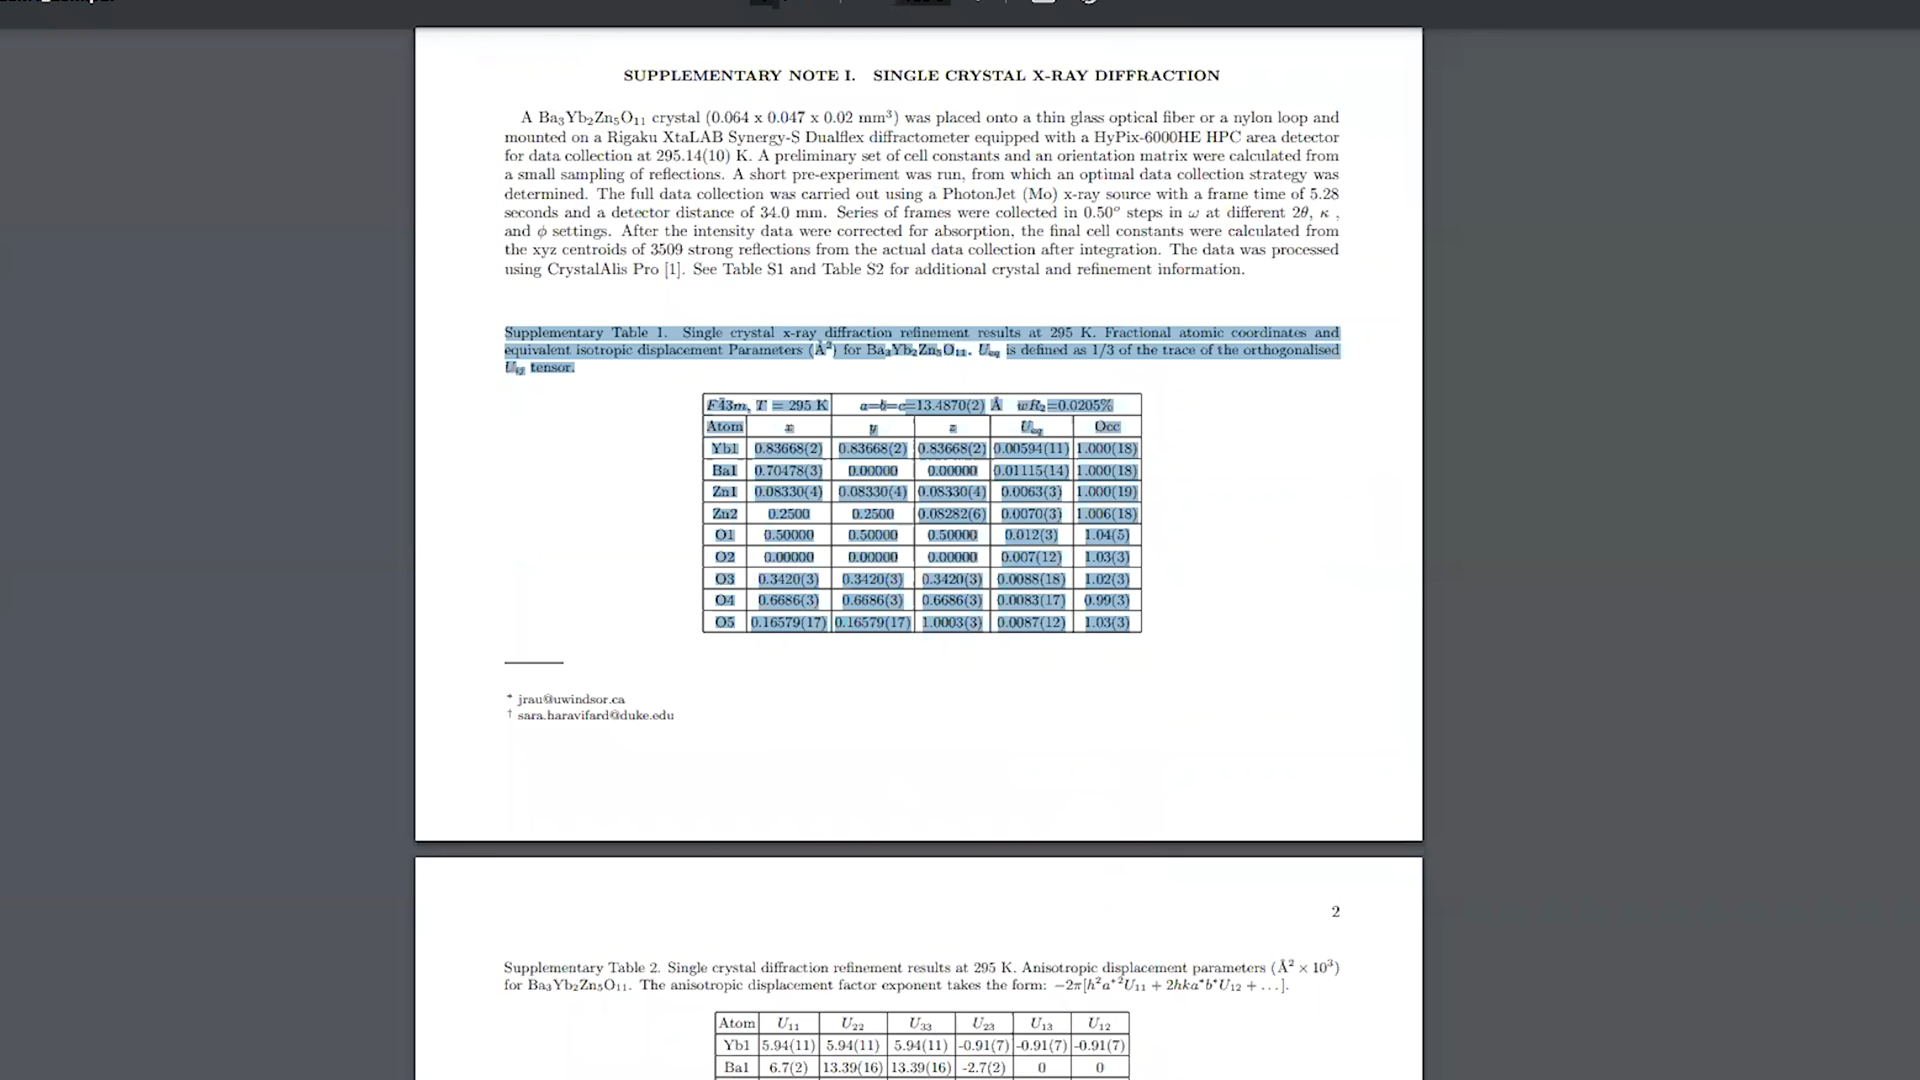 SUPPLEMENTARY NOTE I. SINGLE CRYSTAL X-RAY DIFFRACTION
A Ba₃Yb₂Zn₅O₁₁ crystal (0.064 x 0.047 x 0.02 mm³) was placed onto a thin glass optical fiber or a nylon loop and
mounted on a Rigaku XtaLAB Synergy-S Dualflex diffractometer equipped with a HyPix-6000HE HPC area detector
for data collection at 295.14(10) K. A preliminary set of cell constants and an orientation matrix were calculated from
a small sampling of reflections. A short pre-experiment was run, from which an optimal data collection strategy was
determined. The full data collection was carried out using a PhotonJet (Mo) x-ray source with a frame time of 5.28
seconds and a detector distance of 34.0 mm. Series of frames were collected in 0.50° steps in ω at different 2θ, κ ,
and ϕ settings. After the intensity data were corrected for absorption, the final cell constants were calculated from
the xyz centroids of 3509 strong reflections from the actual data collection after integration. The data was processed
using CrystalAlis Pro [1]. See Table S1 and Table S2 for additional crystal and refinement information.
Supplementary Table 1. Single crystal x-ray diffraction refinement results at 295 K. Fractional atomic coordinates and
equivalent isotropic displacement Parameters (Å²) for Ba₃Yb₂Zn₅O₁₁. Ueq is defined as 1/3 of the trace of the orthogonalised
Uij tensor.
F4̄3m, T = 295 K a=b=c=13.4870(2) Å wR₂=0.0205%
Atom x y z Ueq Occ
Yb1 0.83668(2) 0.83668(2) 0.83668(2) 0.00594(11) 1.000(18)
Ba1 0.70478(3) 0.00000 0.00000 0.01115(14) 1.000(18)
Zn1 0.08330(4) 0.08330(4) 0.08330(4) 0.0063(3) 1.000(19)
Zn2 0.2500 0.2500 0.08282(6) 0.0070(3) 1.006(18)
O1 0.50000 0.50000 0.50000 0.012(3) 1.04(5)
O2 0.00000 0.00000 0.00000 0.007(12) 1.03(3)
O3 0.3420(3) 0.3420(3) 0.3420(3) 0.0088(18) 1.02(3)
O4 0.6686(3) 0.6686(3) 0.6686(3) 0.0083(17) 0.99(3)
O5 0.16579(17) 0.16579(17) 1.0003(3) 0.0087(12) 1.03(3)
* jrau@uwindsor.ca
† sara.haravifard@duke.edu
2
Supplementary Table 2. Single crystal diffraction refinement results at 295 K. Anisotropic displacement parameters (Å² × 10³)
for Ba₃Yb₂Zn₅O₁₁. The anisotropic displacement factor exponent takes the form: −2π[h²a*²U₁₁ + 2hka*b*U₁₂ + ...].
Atom U₁₁ U₂₂ U₃₃ U₂₃ U₁₃ U₁₂
Yb1 5.94(11) 5.94(11) 5.94(11) -0.91(7) -0.91(7) -0.91(7)
Ba1 6.7(2) 13.39(16) 13.39(16) -2.7(2) 0 0